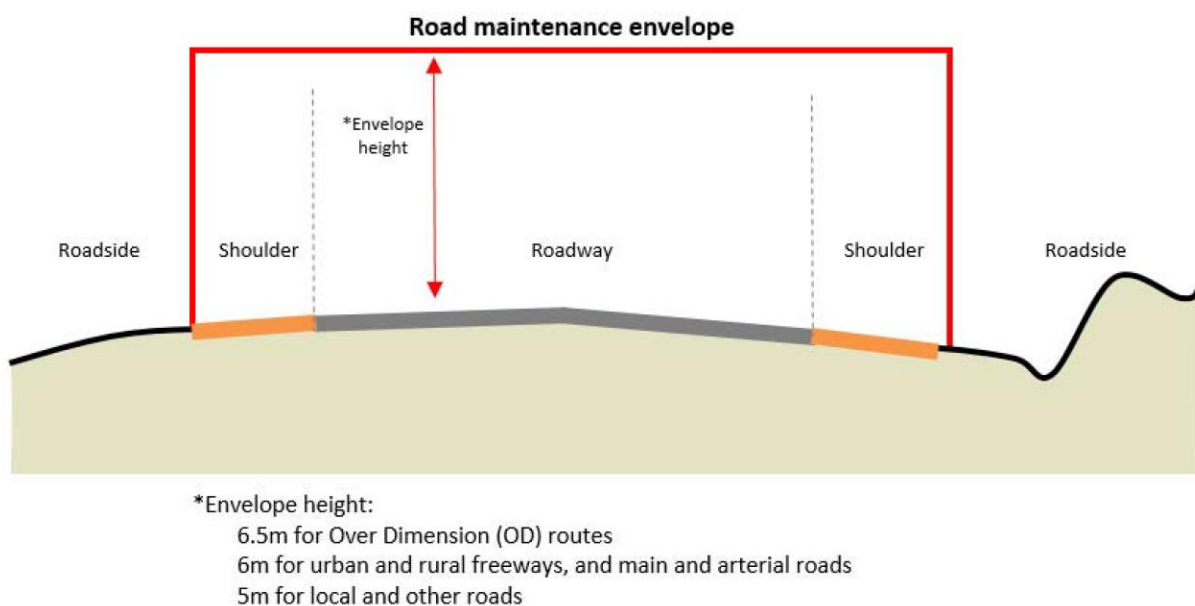 Road maintenance envelope
*Envelope
height
Roadside
Shoulder
Roadway
Shoulder
Roadside
*Envelope height:
6.5m for Over Dimension (OD) routes
6m for urban and rural freeways, and main and arterial roads
5m for local and other roads